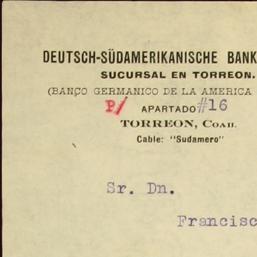 DEUTSCH-SÜDAMERIKANISCHE BANK
SUCURSAL EN TORREON.
(BANCO GERMANICO DE LA AMERICA
P/ APARTADO #16
TORREON, COAH.
Cable: "Sudamero"
Sr. Dn.
Francisc